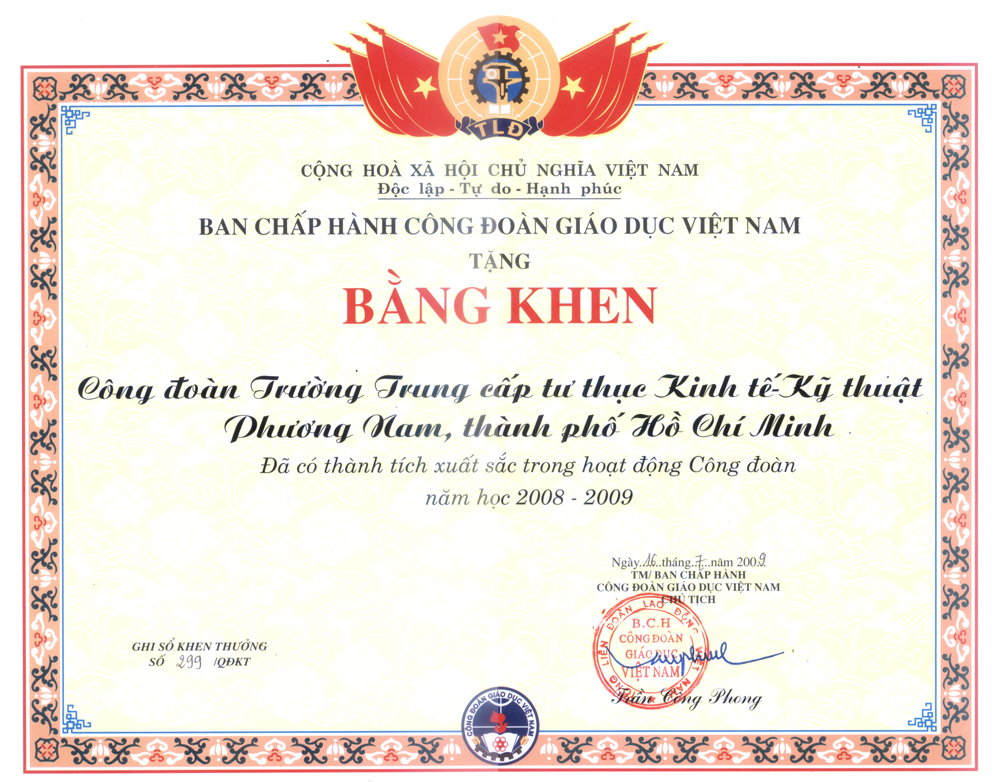 TLĐ
CỘNG HOÀ XÃ HỘI CHỦ NGHĨA VIỆT NAM
Độc lập - Tự do - Hạnh phúc
BAN CHẤP HÀNH CÔNG ĐOÀN GIÁO DỤC VIỆT NAM
TẶNG
BẰNG KHEN
Công đoàn Trường Trung cấp tư thục Kinh tế-Kỹ thuật
Phương Nam, thành phố Hồ Chí Minh
Đã có thành tích xuất sắc trong hoạt động Công đoàn
năm học 2008 - 2009
Ngày..16..tháng.7..năm 2009
TM/ BAN CHẤP HÀNH
CÔNG ĐOÀN GIÁO DỤC VIỆT NAM
CHỦ TỊCH
B.C.H
CÔNG ĐOÀN
GIÁO DỤC
VIỆT NAM
Trần Công Phong
GHI SỔ KHEN THƯỞNG
SỐ 299 /QĐKT
CÔNG ĐOÀN GIÁO DỤC VIỆT NAM